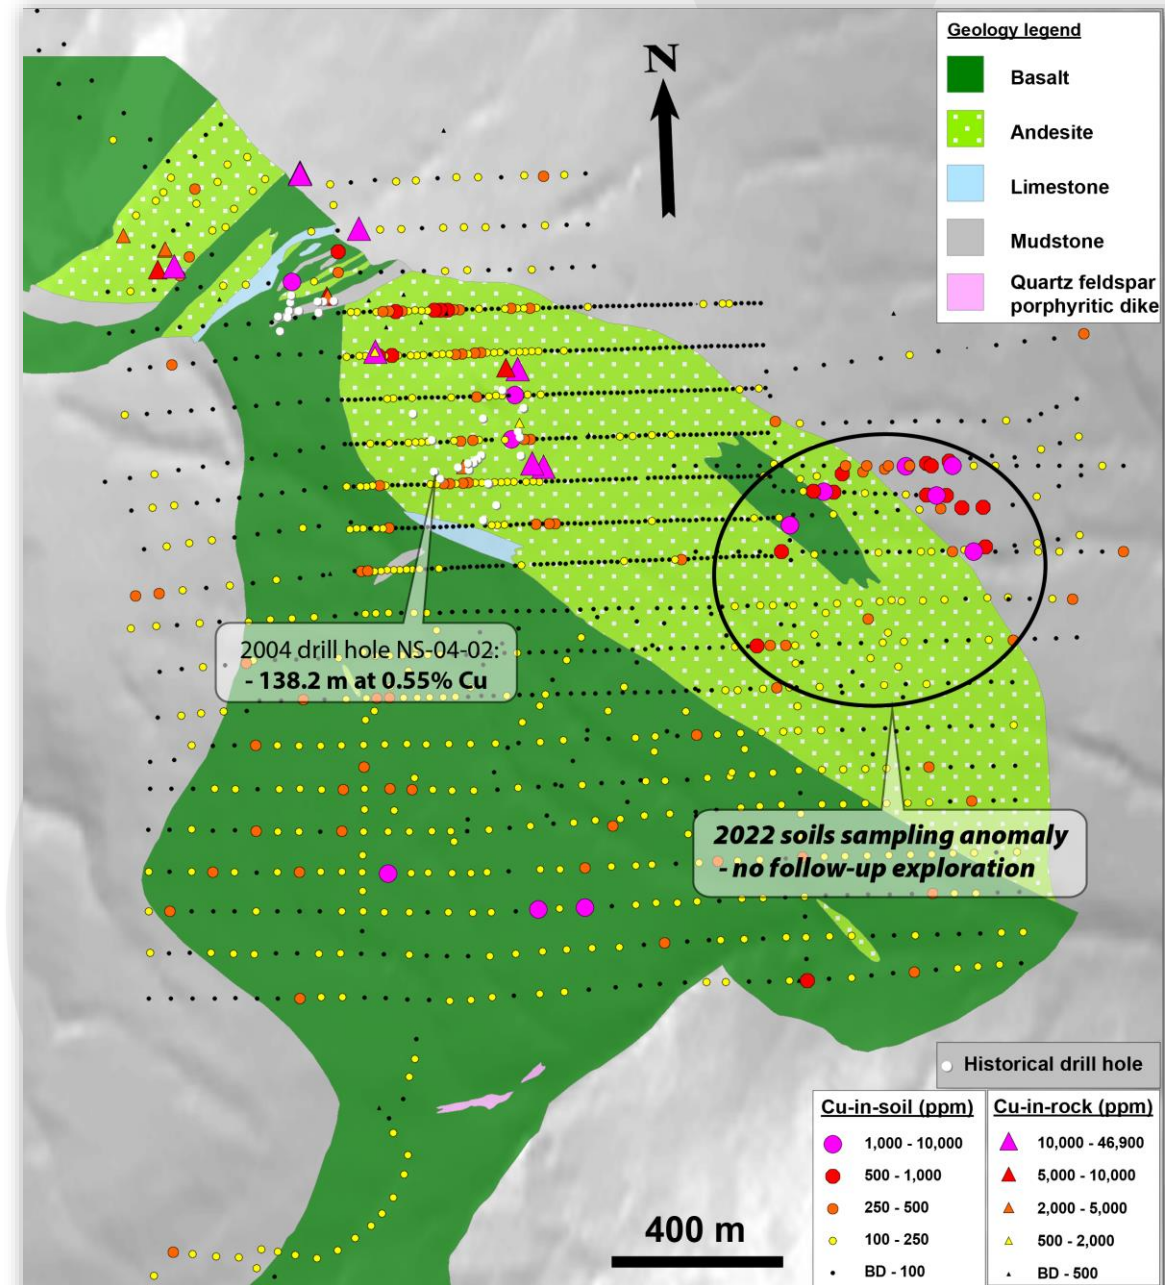 N
Geology legend
Basalt
Andesite
Limestone
Mudstone
Quartz feldspar
porphyritic dike
2004 drill hole NS-04-02:
- 138.2 m at 0.55% Cu
2022 soils sampling anomaly
- no follow-up exploration
Historical drill hole
Cu-in-soil (ppm)
1,000 - 10,000
500 - 1,000
250 - 500
100 - 250
BD - 100
Cu-in-rock (ppm)
10,000 - 46,900
5,000 - 10,000
2,000 - 5,000
500 - 2,000
BD - 500
400 m